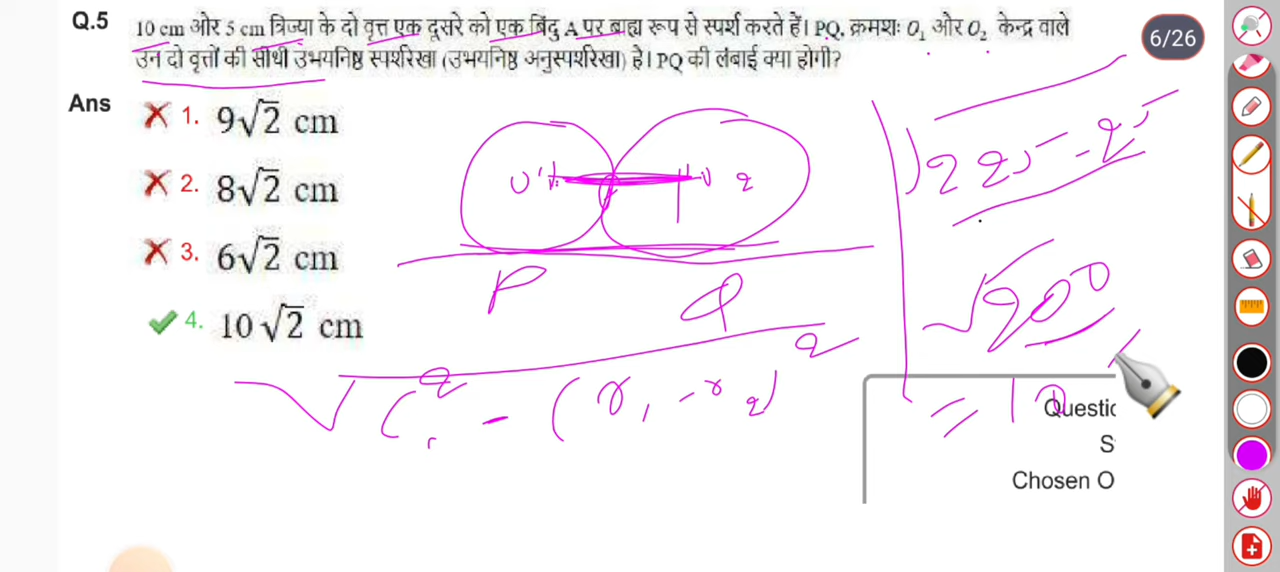 Q.5 10 cm और 5 cm त्रिज्या के दो वृत्त एक दूसरे को एक बिंदु A पर बाह्य रूप से स्पर्श करते हैं। PQ, क्रमशः O₁ और O₂ केन्द्र वाले
उन दो वृत्तों की सीधी उभयनिष्ठ स्पर्शरेखा (उभयनिष्ठ अनुस्पर्शरेखा) है। PQ की लंबाई क्या होगी?
6/26
Ans 1. 9√2 cm
2. 8√2 cm
3. 6√2 cm
4. 10√2 cm
P
Q
√200
Questic
S
Chosen O